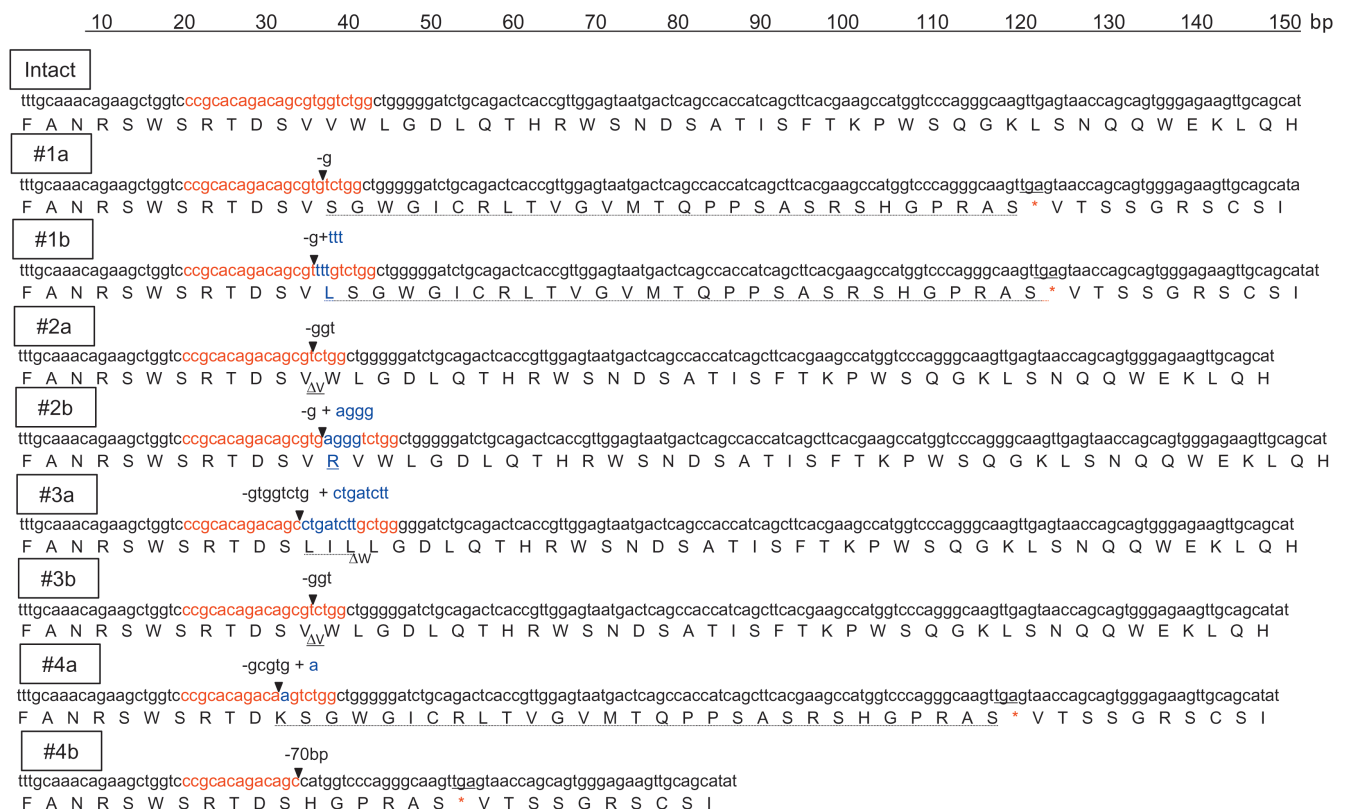 10 20 30 40 50 60 70 80 90 100 110 120 130 140 150 bp
Intact
tttgcaaacagaagctggtcccgcacagacagcgtggtctggctgggggatctgcagactcaccgttggagtaatgactcagccaccatcagcttcacgaagccatggtcccagggcaagttgagtaaccagcagtgggagaagttgcagcat
F A N R S W S R T D S V V W L G D L Q T H R W S N D S A T I S F T K P W S Q G K L S N Q Q W E K L Q H
#1a
-g
tttgcaaacagaagctggtcccgcacagacagcgtgtctggctgggggatctgcagactcaccgttggagtaatgactcagccaccatcagcttcacgaagccatggtcccagggcaagttgagtaaccagcagtgggagaagttgcagcata
F A N R S W S R T D S V S G W G I C R L T V G V M T Q P P S A S R S H G P R A S * V T S S G R S C S I
#1b
-g+ttt
tttgcaaacagaagctggtcccgcacagacagcgttttgtctggctgggggatctgcagactcaccgttggagtaatgactcagccaccatcagcttcacgaagccatggtcccagggcaagttgagtaaccagcagtgggagaagttgcagcatat
F A N R S W S R T D S V L S G W G I C R L T V G V M T Q P P S A S R S H G P R A S * V T S S G R S C S I
#2a
-ggt
tttgcaaacagaagctggtcccgcacagacagcgtctggctgggggatctgcagactcaccgttggagtaatgactcagccaccatcagcttcacgaagccatggtcccagggcaagttgagtaaccagcagtgggagaagttgcagcat
F A N R S W S R T D S V W L G D L Q T H R W S N D S A T I S F T K P W S Q G K L S N Q Q W E K L Q H
ΔV
#2b
-g + aggg
tttgcaaacagaagctggtcccgcacagacagcgtgagggtctggctgggggatctgcagactcaccgttggagtaatgactcagccaccatcagcttcacgaagccatggtcccagggcaagttgagtaaccagcagtgggagaagttgcagcat
F A N R S W S R T D S V R V W L G D L Q T H R W S N D S A T I S F T K P W S Q G K L S N Q Q W E K L Q H
#3a
-gtggtctg + ctgatctt
tttgcaaacagaagctggtcccgcacagacagcctgatcttgctgggggatctgcagactcaccgttggagtaatgactcagccaccatcagcttcacgaagccatggtcccagggcaagttgagtaaccagcagtgggagaagttgcagcat
F A N R S W S R T D S L I L L G D L Q T H R W S N D S A T I S F T K P W S Q G K L S N Q Q W E K L Q H
ΔW
#3b
-ggt
tttgcaaacagaagctggtcccgcacagacagcgtctggctgggggatctgcagactcaccgttggagtaatgactcagccaccatcagcttcacgaagccatggtcccagggcaagttgagtaaccagcagtgggagaagttgcagcatat
F A N R S W S R T D S V W L G D L Q T H R W S N D S A T I S F T K P W S Q G K L S N Q Q W E K L Q H
ΔV
#4a
-gcgtg + a
tttgcaaacagaagctggtcccgcacagacaagtctggctgggggatctgcagactcaccgttggagtaatgactcagccaccatcagcttcacgaagccatggtcccagggcaagttgagtaaccagcagtgggagaagttgcagcatat
F A N R S W S R T D K S G W G I C R L T V G V M T Q P P S A S R S H G P R A S * V T S S G R S C S I
#4b
-70bp
tttgcaaacagaagctggtcccgcacagacagccatggtcccagggcaagttgagtaaccagcagtgggagaagttgcagcatat
F A N R S W S R T D S H G P R A S * V T S S G R S C S I